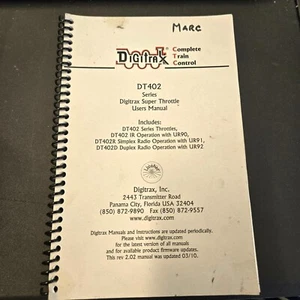 MARC
DIGITRAX Complete
Train
Control
DT402
Series
Digitrax Super Throttle
Users Manual
Includes:
DT402 Series Throttles,
DT402 IR Operation with UR90,
DT402R Simplex Radio Operation with UR91,
DT402D Duplex Radio Operation with UR92
Digitrax, Inc.
2443 Transmitter Road
Panama City, Florida USA 32404
(850) 872-9890 Fax (850) 872-9557
www.digitrax.com
Digitrax Manuals and Instructions are updated periodically.
Please visit www.digitrax.com
for the latest version of all manuals
and for available product firmware updates.
This rev 2.02 manual was updated 03/10.